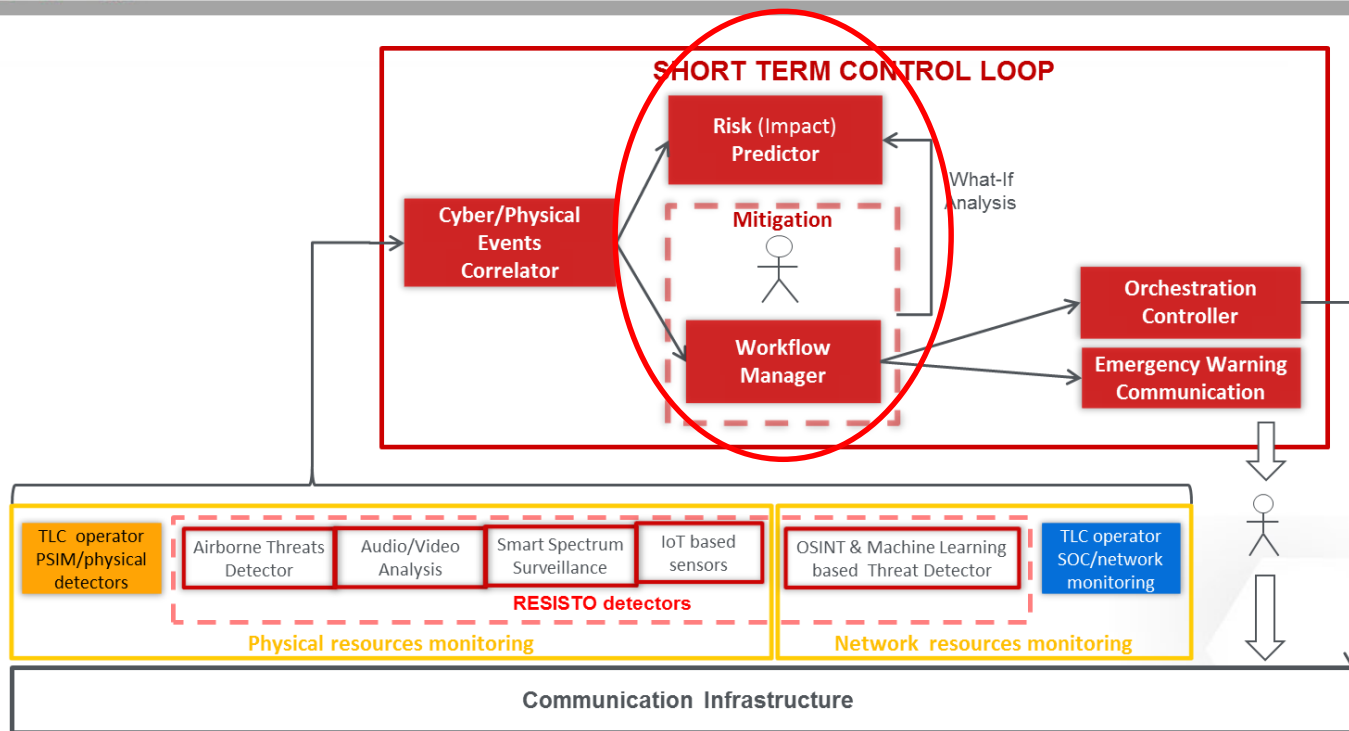 SHORT TERM CONTROL LOOP
Risk (Impact)
Predictor
What-If
Analysis
Cyber/Physical
Events
Correlator
Mitigation
Workflow
Manager
Orchestration
Controller
Emergency Warning
Communication
TLC operator
PSIM/physical
detectors
Airborne Threats
Detector
Audio/Video
Analysis
Smart Spectrum
Surveillance
IoT based
sensors
OSINT & Machine Learning
based Threat Detector
TLC operator
SOC/network
monitoring
RESISTO detectors
Physical resources monitoring
Network resources monitoring
Communication Infrastructure